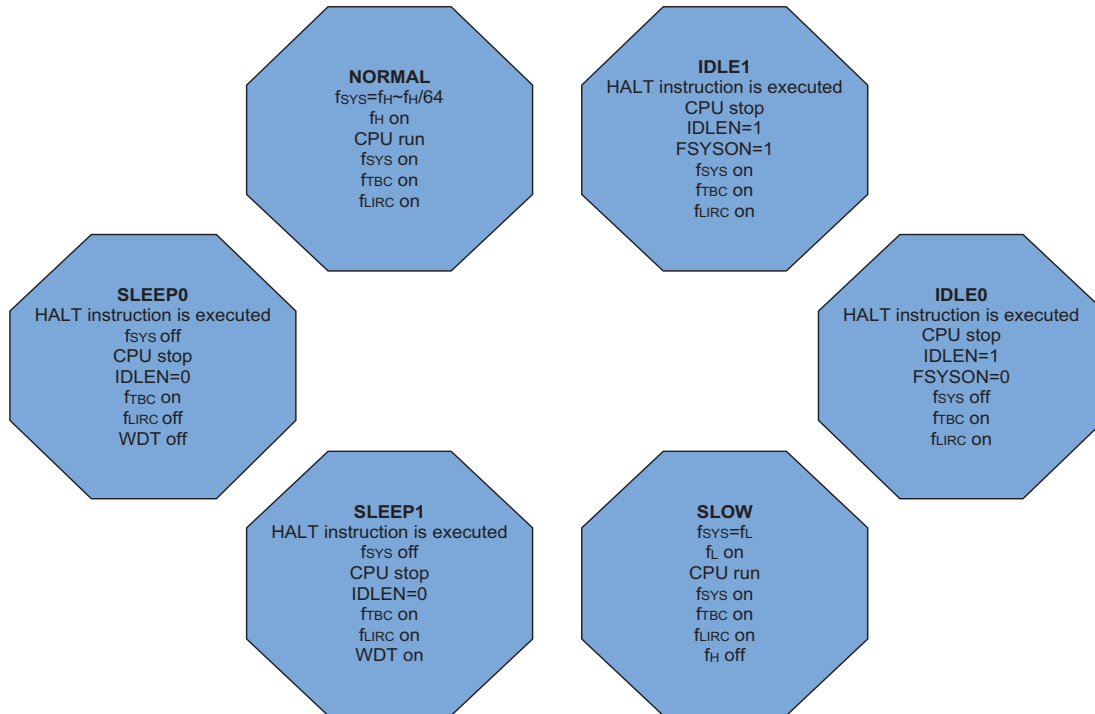 NORMAL
fSYS=fH~fH/64
fH on
CPU run
fSYS on
fTBC on
fLIRC on
IDLE1
HALT instruction is executed
CPU stop
IDLEN=1
FSYSON=1
fSYS on
fTBC on
fLIRC on
SLEEP0
HALT instruction is executed
fSYS off
CPU stop
IDLEN=0
fTBC on
fLIRC off
WDT off
IDLE0
HALT instruction is executed
CPU stop
IDLEN=1
FSYSON=0
fSYS off
fTBC on
fLIRC on
SLEEP1
HALT instruction is executed
fSYS off
CPU stop
IDLEN=0
fTBC on
fLIRC on
WDT on
SLOW
fSYS=fL
fL on
CPU run
fSYS on
fTBC on
fLIRC on
fH off